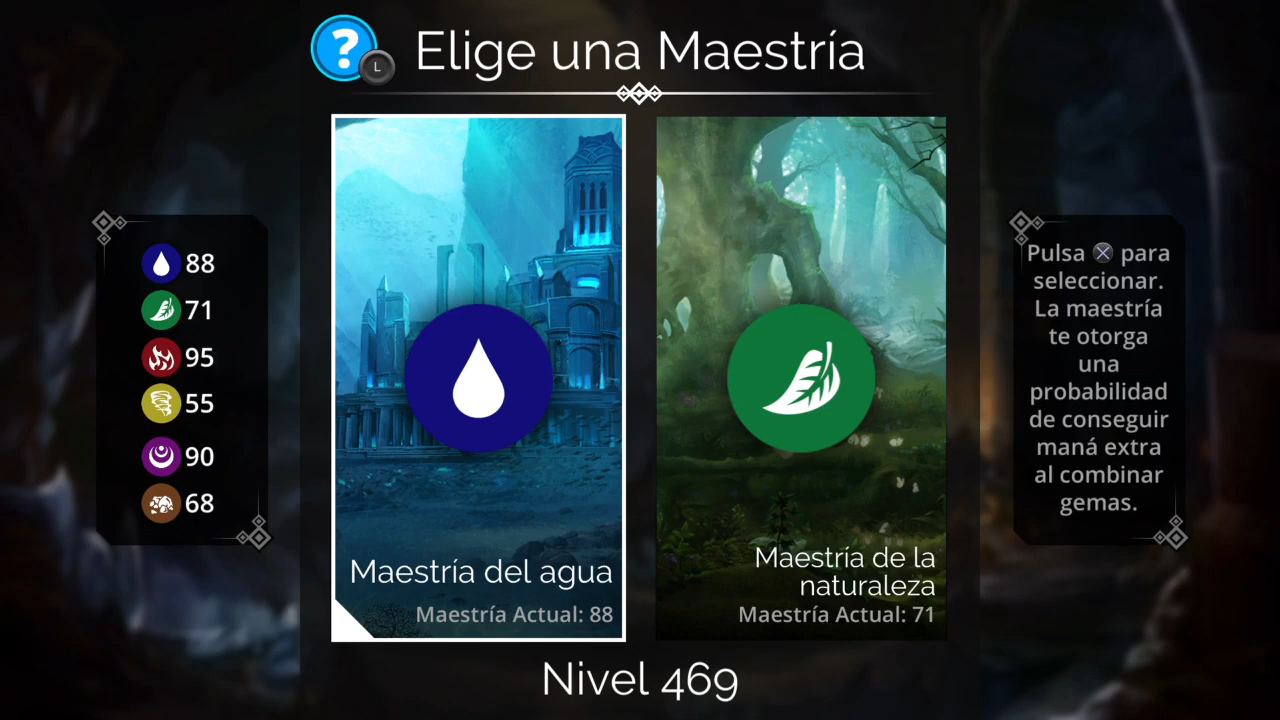 ?
L
Elige una Maestría
88
71
95
55
90
68
Maestría del agua
Maestría Actual: 88
Maestría de la
naturaleza
Maestría Actual: 71
Pulsa ⓧ para
seleccionar.
La maestría
te otorga
una
probabilidad
de conseguir
maná extra
al combinar
gemas.
Nivel 469